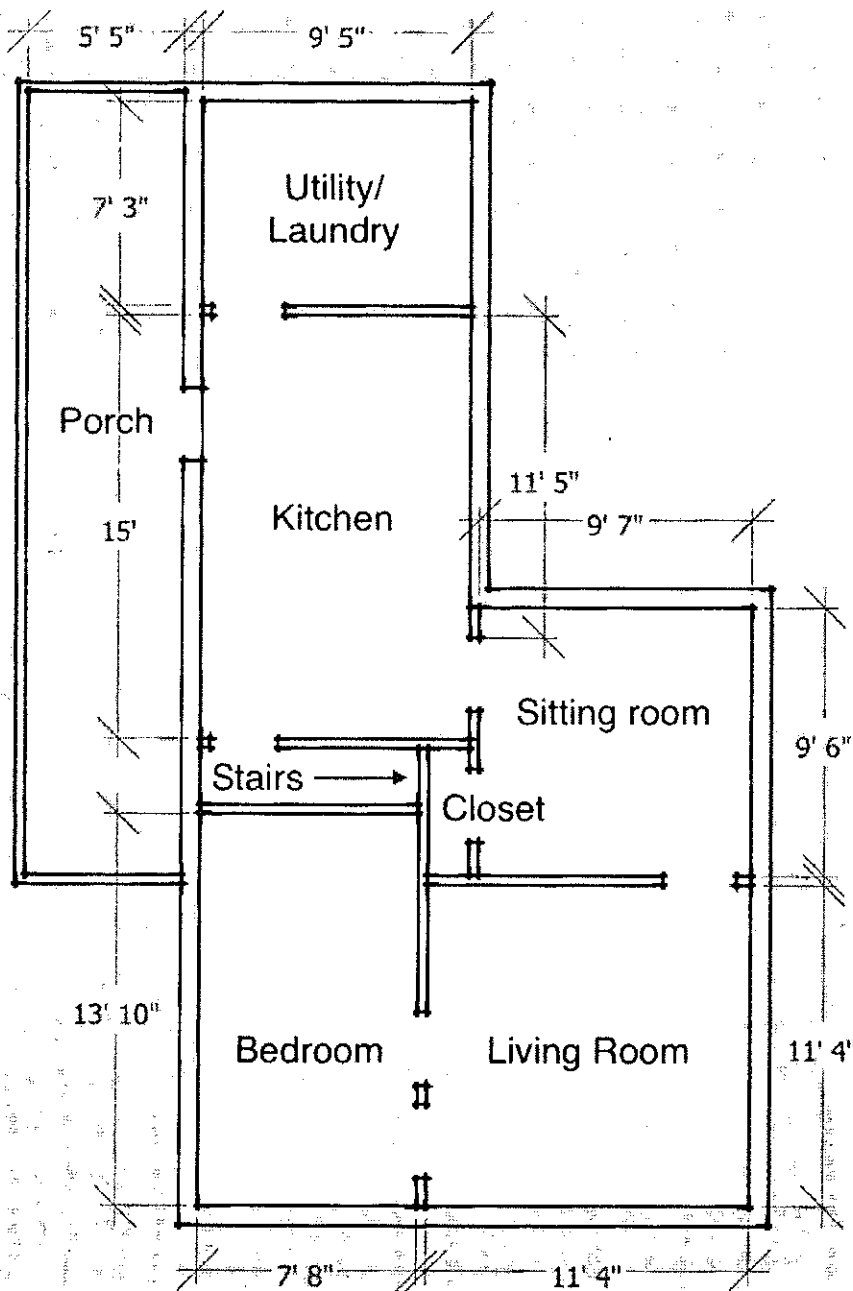 5' 5"
9' 5"
7' 3"
Utility/
Laundry
Porch
11' 5"
Kitchen
9' 7"
15'
Sitting room
9' 6"
Stairs
Closet
13' 10"
Bedroom
Living Room
11' 4'
7' 8"
11' 4"